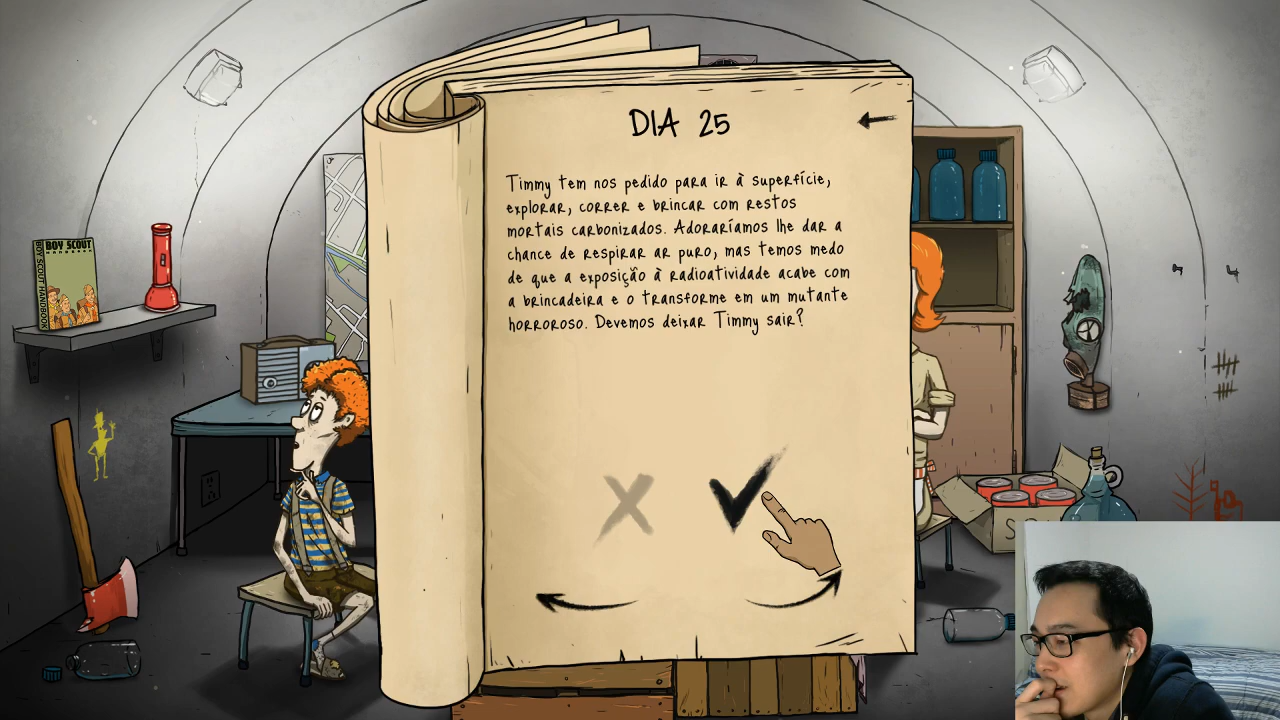 DIA 25
Timmy tem nos pedido para ir à superfície,
explorar, correr e brincar com restos
mortais carbonizados. Adoraríamos lhe dar a
chance de respirar ar puro, mas temos medo
de que a exposição à radioatividade acabe com
a brincadeira e o transforme em um mutante
horroroso. Devemos deixar Timmy sair?
BOY SCOUT
HANDBOOK
BOY SCOUT HANDBOOK